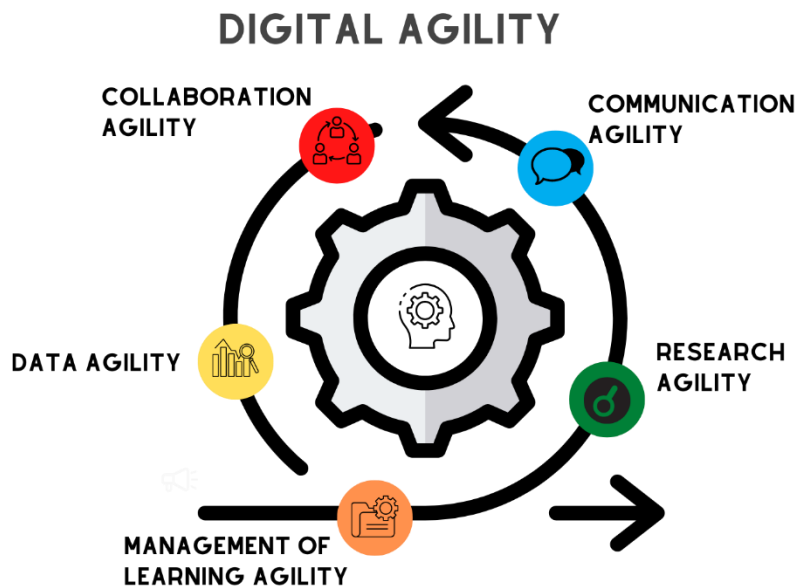 DIGITAL AGILITY
COLLABORATION
AGILITY
COMMUNICATION
AGILITY
DATA AGILITY
RESEARCH
AGILITY
MANAGEMENT OF
LEARNING AGILITY